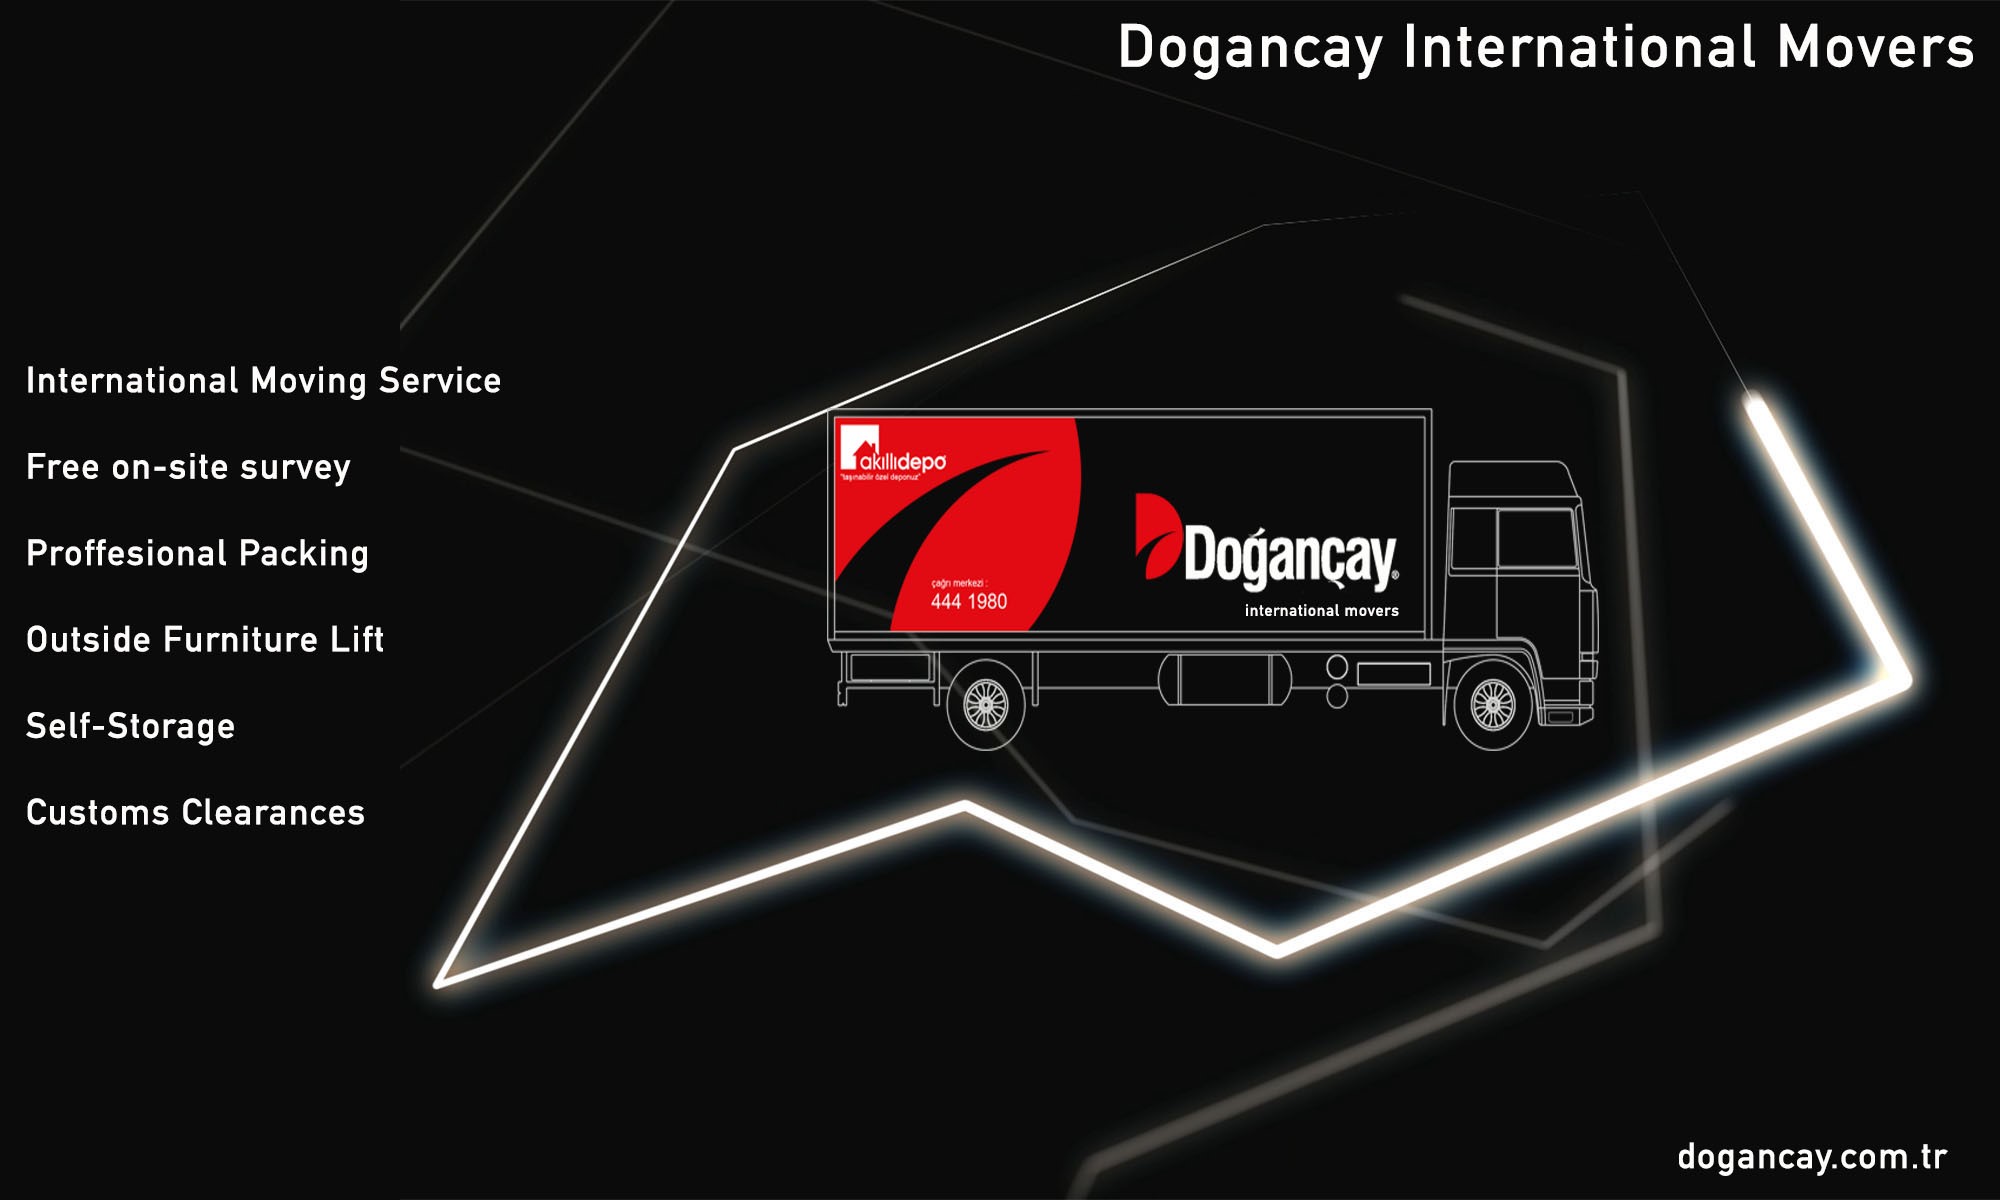 Dogancay International Movers
International Moving Service
Free on-site survey
Proffesional Packing
Outside Furniture Lift
Self-Storage
Customs Clearances
akıllıdepo
"taşınabilir özel deponuz"
çağrı merkezi :
444 1980
Doğançay®
international movers
dogancay.com.tr